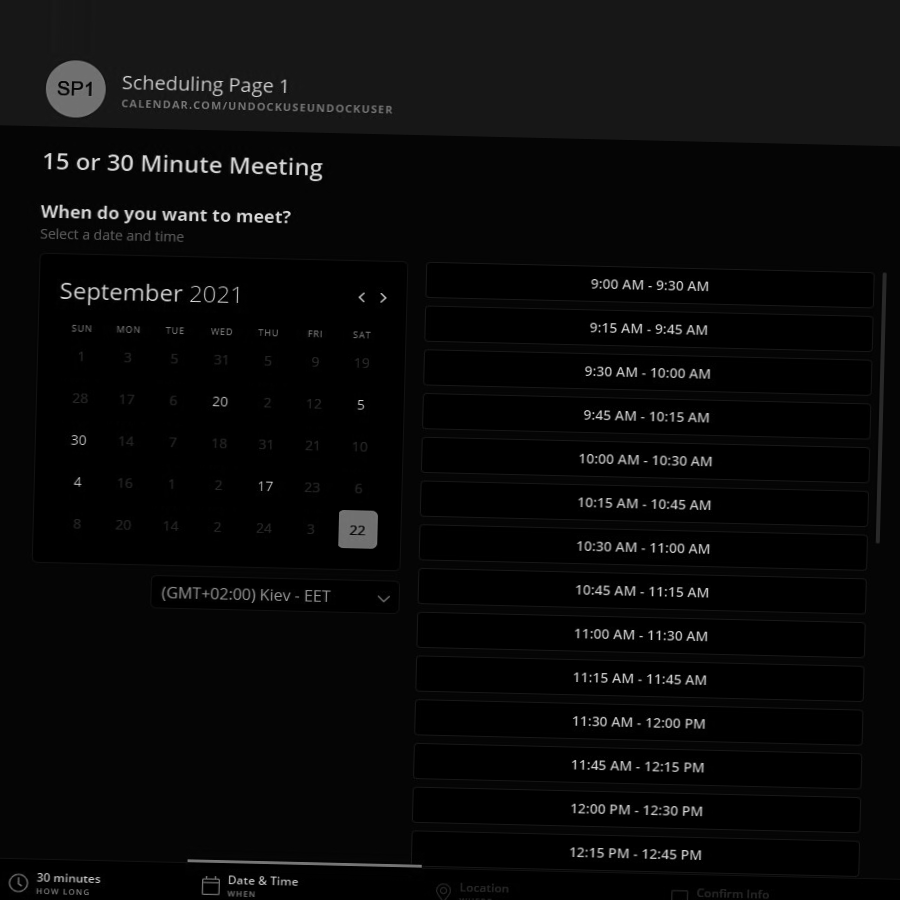 SP1
Scheduling Page 1
CALENDAR.COM/UNDOCKUSEUNDOCKUSER
15 or 30 Minute Meeting
When do you want to meet?
Select a date and time
September 2021
SUN MON TUE WED THU FRI SAT
1 3 5 31 5 9 19
28 17 6 20 2 12 5
30 14 7 18 31 21 10
4 16 1 2 17 23 6
8 20 14 2 24 3 22
(GMT+02:00) Kiev - EET
9:00 AM - 9:30 AM
9:15 AM - 9:45 AM
9:30 AM - 10:00 AM
9:45 AM - 10:15 AM
10:00 AM - 10:30 AM
10:15 AM - 10:45 AM
10:30 AM - 11:00 AM
10:45 AM - 11:15 AM
11:00 AM - 11:30 AM
11:15 AM - 11:45 AM
11:30 AM - 12:00 PM
11:45 AM - 12:15 PM
12:00 PM - 12:30 PM
12:15 PM - 12:45 PM
30 minutes
HOW LONG
Date & Time
WHEN
Location
Confirm Info